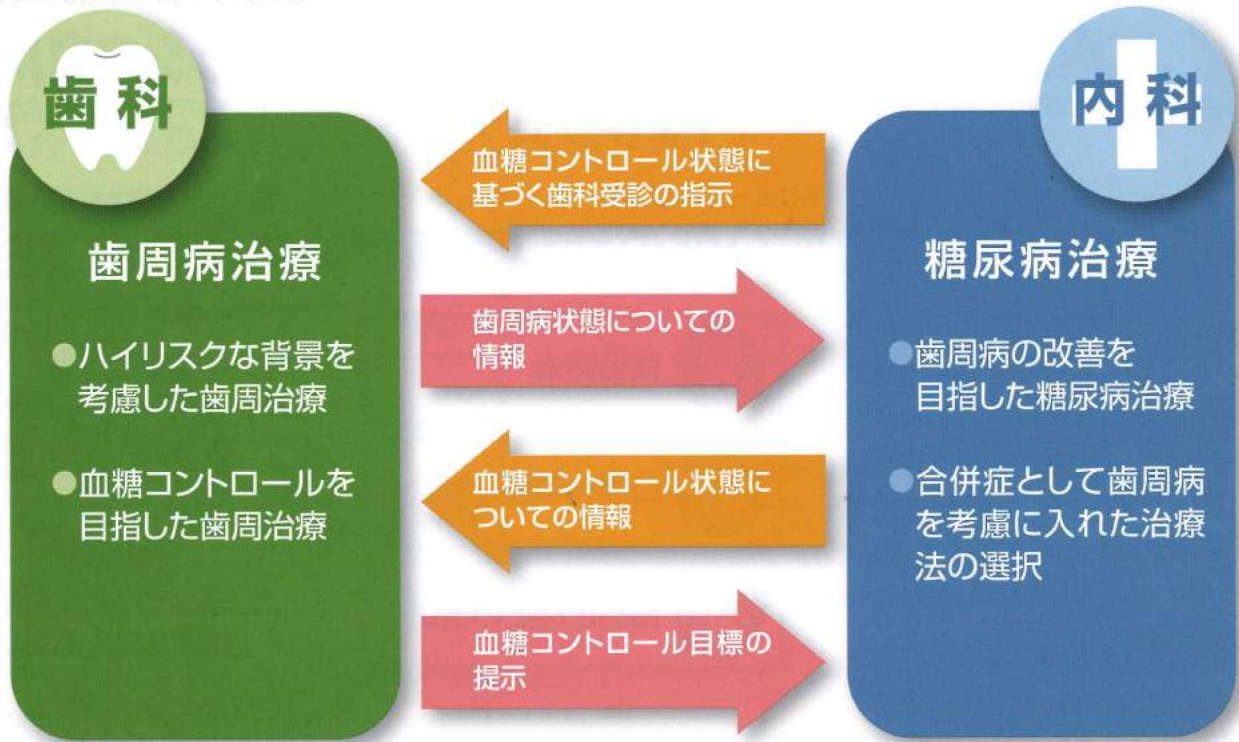 歯科
歯周病治療
●ハイリスクな背景を
考慮した歯周治療
●血糖コントロールを
目指した歯周治療
血糖コントロール状態に
基づく歯科受診の指示
歯周病状態についての
情報
血糖コントロール状態に
ついての情報
血糖コントロール目標の
提示
内科
糖尿病治療
●歯周病の改善を
目指した糖尿病治療
●合併症として歯周病
を考慮に入れた治療
法の選択